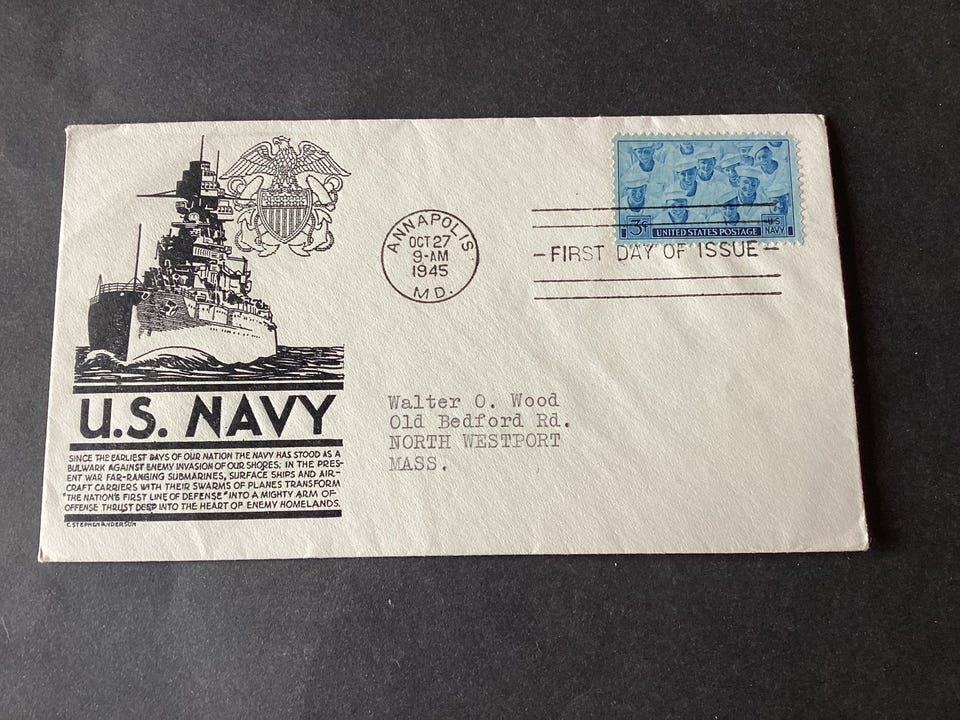 ANNAPOLIS
OCT 27
9-AM
1945
MD.
3¢
UNITED STATES POSTAGE
U·S
NAVY
-FIRST DAY OF ISSUE-
U.S. NAVY
SINCE THE EARLIEST DAYS OF OUR NATION THE NAVY HAS STOOD AS A
BULWARK AGAINST ENEMY INVASION OF OUR SHORES; IN THE PRES-
ENT WAR FAR-RANGING SUBMARINES, SURFACE SHIPS AND AIR-
CRAFT CARRIERS WITH THEIR SWARMS OF PLANES TRANSFORM
"THE NATION'S FIRST LINE OF DEFENSE" INTO A MIGHTY ARM OF
OFFENSE THRUST DEEP INTO THE HEART OF ENEMY HOMELANDS.
C. STEPHEN ANDERSON
Walter O. Wood
Old Bedford Rd.
NORTH WESTPORT
MASS.